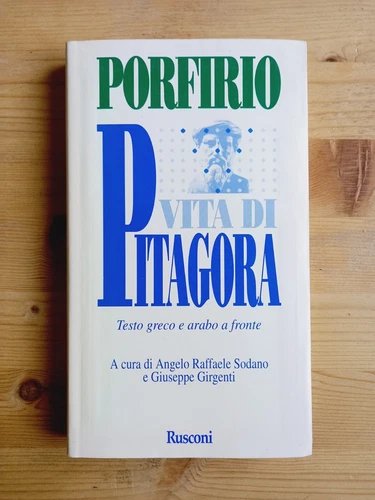 PORFIRIO
VITA DI
PITAGORA
Testo greco e arabo a fronte
A cura di Angelo Raffaele Sodano
e Giuseppe Girgenti
Rusconi